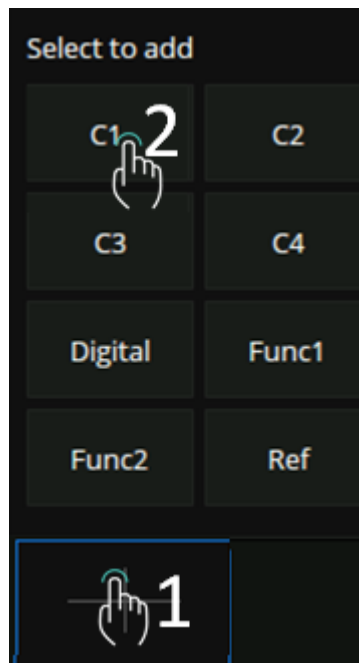 Select to add
C1 2
C2
C3
C4
Digital
Func1
Func2
Ref
1